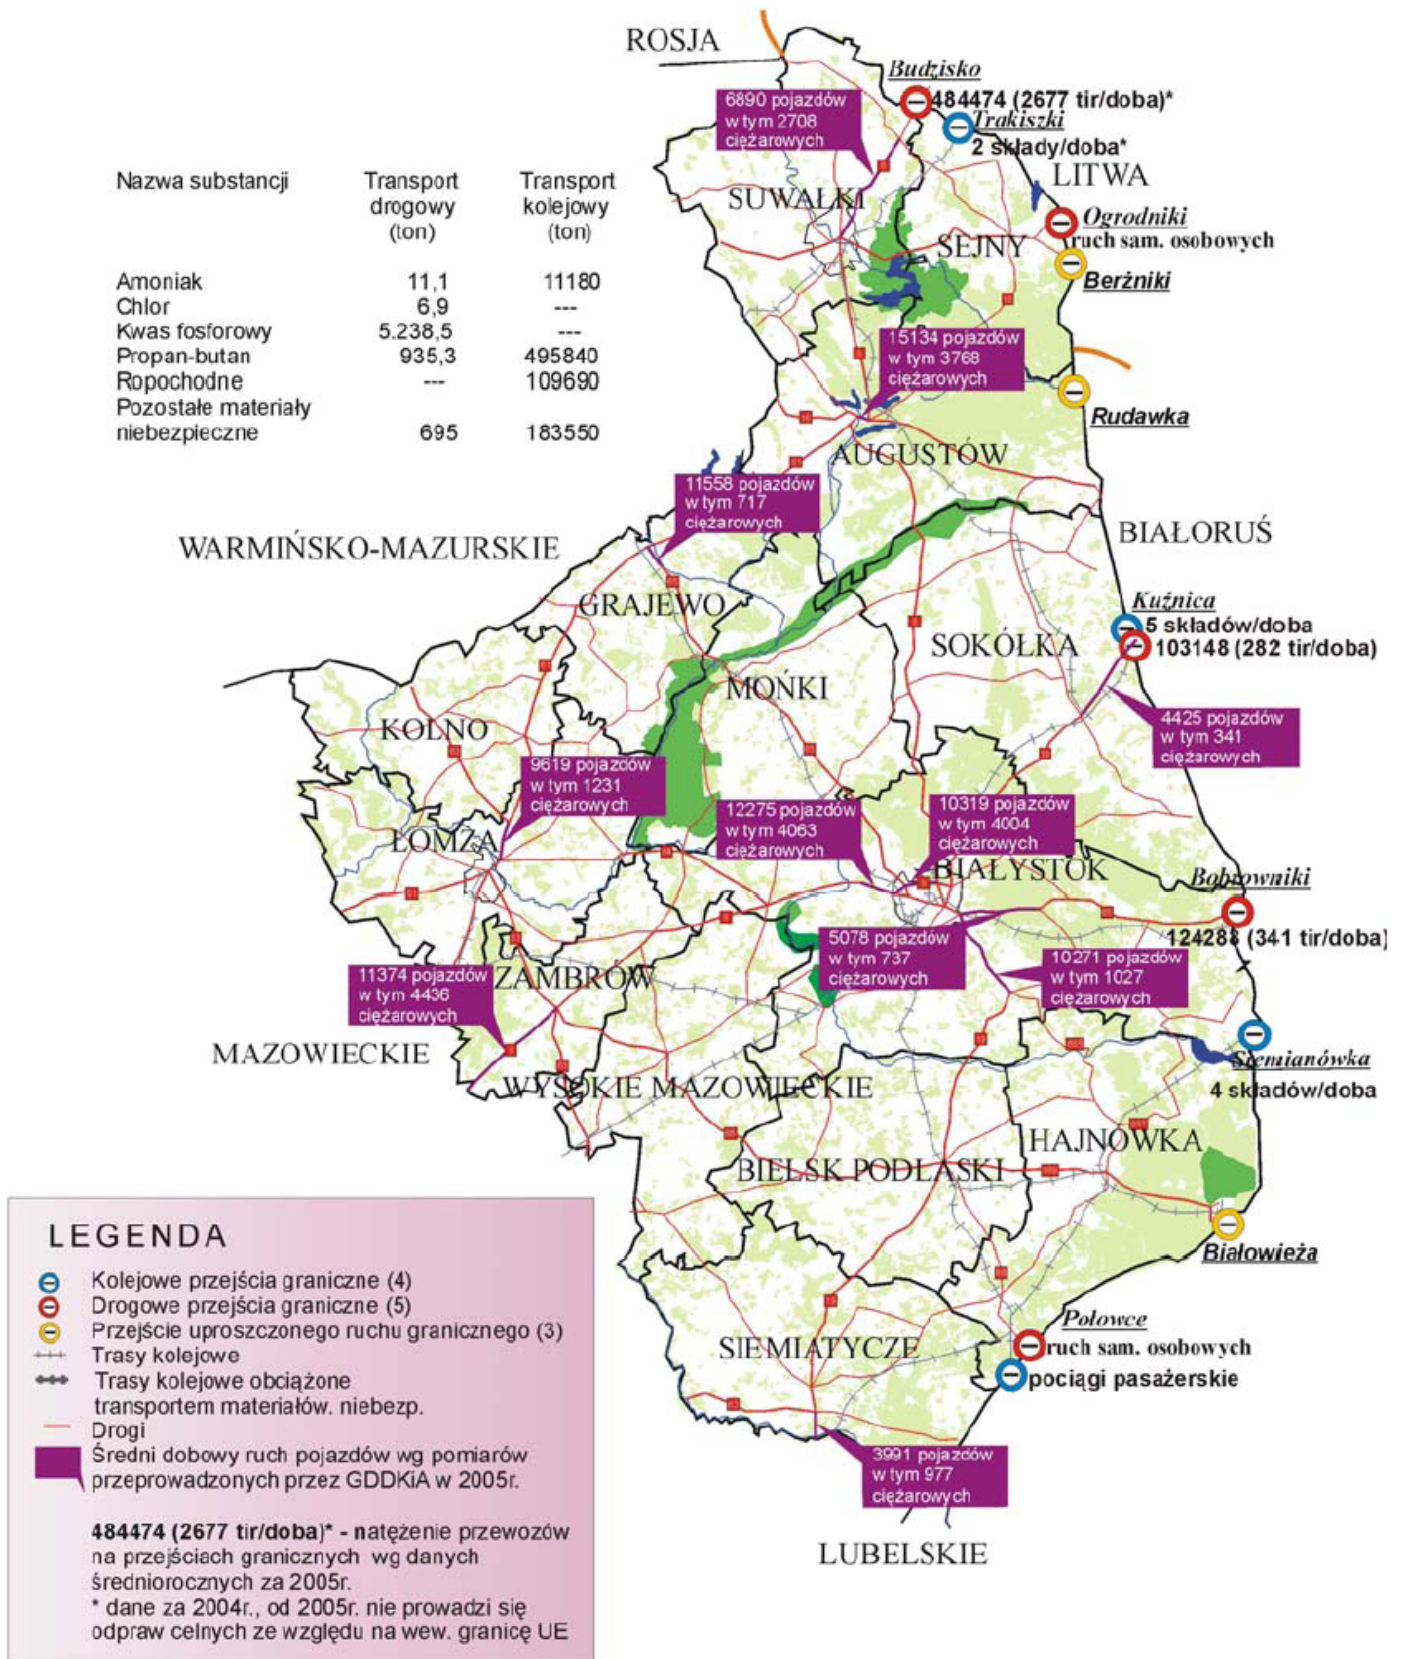 ROSJA
Budzisko
484474 (2677 tir/doba)*
Trakiszki
2 składy/doba*
6890 pojazdów
w tym 2708
ciężarowych
LITWA
SUWAŁKI
Ogrodniki
ruch sam. osobowych
SEJNY
Berżniki
Nazwa substancji
Transport
drogowy
(ton)
Transport
kolejowy
(ton)
Amoniak 11,1 11180
Chlor 6,9 ---
Kwas fosforowy 5.238,5 ---
Propan-butan 935,3 495840
Ropochodne --- 109690
Pozostałe materiały
niebezpieczne 695 183550
15134 pojazdów
w tym 3768
ciężarowych
Rudawka
AUGUSTÓW
11558 pojazdów
w tym 717
ciężarowych
WARMIŃSKO-MAZURSKIE
BIAŁORUŚ
GRAJEWO
Kuźnica
5 składów/doba
103148 (282 tir/doba)
SOKÓŁKA
MOŃKI
KOLNO
4425 pojazdów
w tym 341
ciężarowych
9619 pojazdów
w tym 1231
ciężarowych
12275 pojazdów
w tym 4063
ciężarowych
10319 pojazdów
w tym 4004
ciężarowych
ŁOMŻA
BIAŁYSTOK
Bobrowniki
124288 (341 tir/doba)
5078 pojazdów
w tym 737
ciężarowych
10271 pojazdów
w tym 1027
ciężarowych
11374 pojazdów
w tym 4436
ciężarowych
ZAMBRÓW
MAZOWIECKIE
Siemianówka
4 składów/doba
WYSOKIE MAZOWIECKIE
HAJNÓWKA
BIELSK PODLASKI
Białowieża
Połowce
ruch sam. osobowych
pociągi pasażerskie
SIEMIATYCZE
3991 pojazdów
w tym 977
ciężarowych
LUBELSKIE
LEGENDA
Kolejowe przejścia graniczne (4)
Drogowe przejścia graniczne (5)
Przejście uproszczonego ruchu granicznego (3)
Trasy kolejowe
Trasy kolejowe obciążone
transportem materiałów. niebezp.
Drogi
Średni dobowy ruch pojazdów wg pomiarów
przeprowadzonych przez GDDKiA w 2005r.
484474 (2677 tir/doba)* - natężenie przewozów
na przejściach granicznych wg danych
średniorocznych za 2005r.
* dane za 2004r., od 2005r. nie prowadzi się
odpraw celnych ze względu na wew. granicę UE